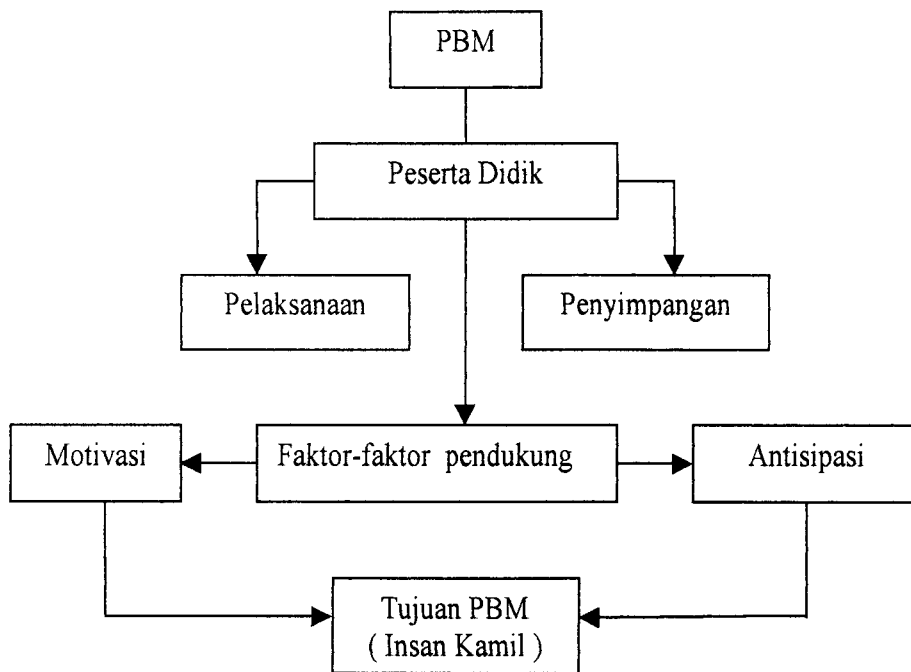 PBM
Peserta Didik
Pelaksanaan
Penyimpangan
Motivasi
Faktor-faktor pendukung
Antisipasi
Tujuan PBM
( Insan Kamil )